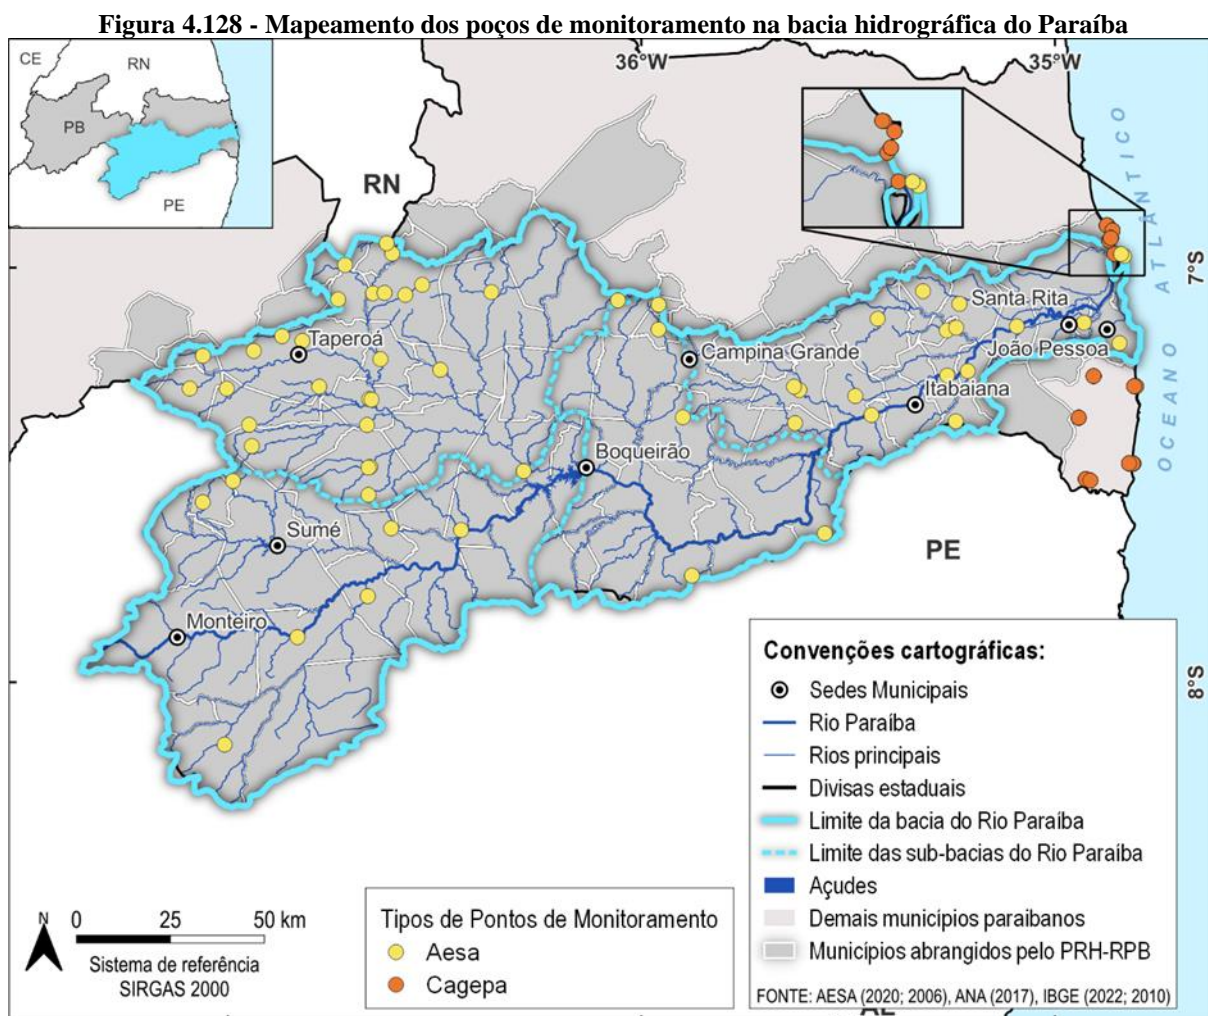 Figura 4.128 - Mapeamento dos poços de monitoramento na bacia hidrográfica do Paraíba
CE
RN
PB
PE
36°W
35°W
RN
OCEANO ATLÂNTICO
7°S
Santa Rita
Taperoá
João Pessoa
Campina Grande
Itabaiana
Boqueirão
Sumé
PE
Monteiro
8°S
Convenções cartográficas:
Sedes Municipais
Rio Paraíba
Rios principais
Divisas estaduais
Limite da bacia do Rio Paraíba
Limite das sub-bacias do Rio Paraíba
Açudes
Demais municípios paraibanos
Municípios abrangidos pelo PRH-RPB
FONTE: AESA (2020; 2006), ANA (2017), IBGE (2022; 2010)
N
0 25 50 km
Sistema de referência
SIRGAS 2000
Tipos de Pontos de Monitoramento
Aesa
Cagepa